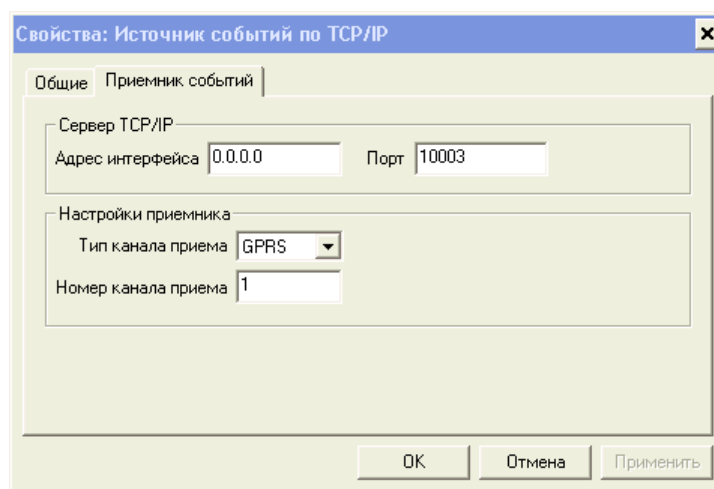 Свойства: Источник событий по TCP/IP
Общие Приемник событий
Сервер TCP/IP
Адрес интерфейса 0.0.0.0 Порт 10003
Настройки приемника
Тип канала приема GPRS
Номер канала приема 1
OK Отмена Применить